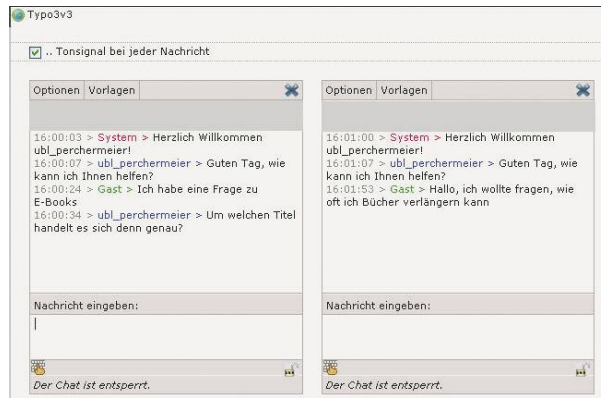 Typo3v3
.. Tonsignal bei jeder Nachricht
Optionen Vorlagen
16:00:03 > System > Herzlich Willkommen
ubl_perchermeier!
16:00:07 > ubl_perchermeier > Guten Tag, wie
kann ich Ihnen helfen?
16:00:24 > Gast > Ich habe eine Frage zu
E-Books
16:00:34 > ubl_perchermeier > Um welchen Titel
handelt es sich denn genau?
Nachricht eingeben:
Der Chat ist entsperrt.
Optionen Vorlagen
16:01:00 > System > Herzlich Willkommen
ubl_perchermeier!
16:01:07 > ubl_perchermeier > Guten Tag, wie
kann ich Ihnen helfen?
16:01:53 > Gast > Hallo, ich wollte fragen, wie
oft ich Bücher verlängern kann
Nachricht eingeben:
Der Chat ist entsperrt.